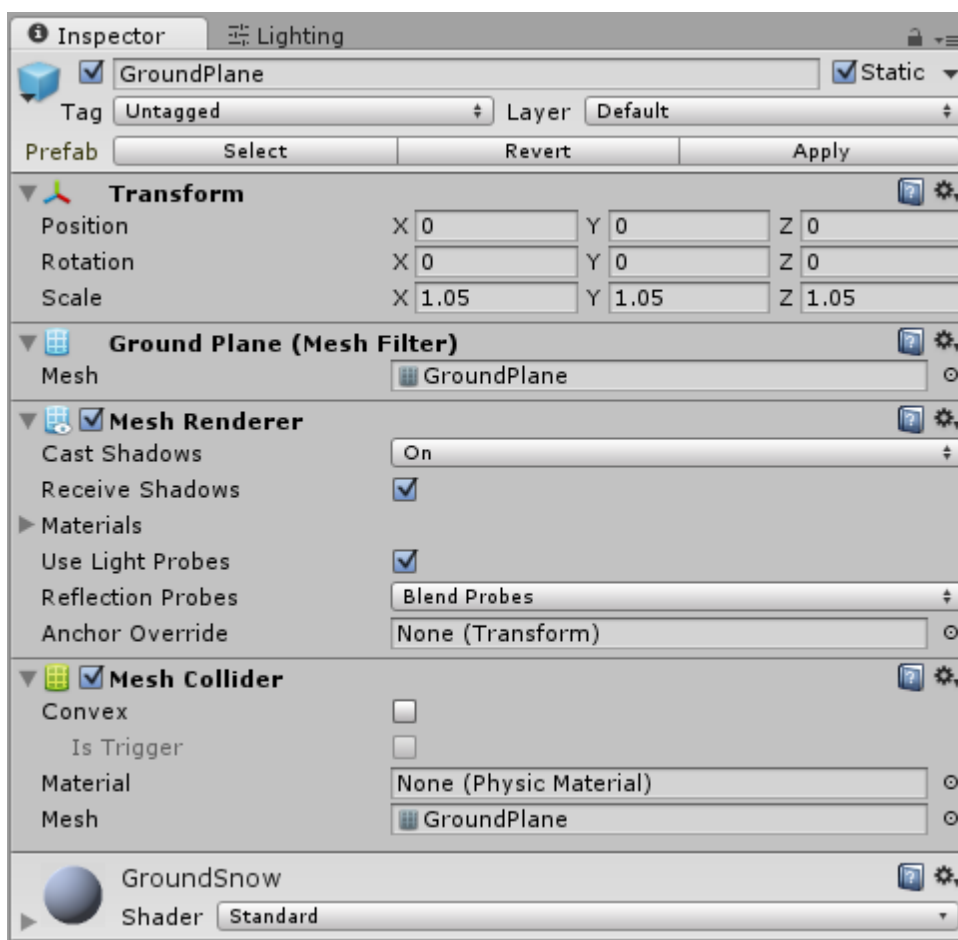 Inspector Lighting
GroundPlane Static
Tag Untagged Layer Default
Prefab Select Revert Apply
Transform
Position X 0 Y 0 Z 0
Rotation X 0 Y 0 Z 0
Scale X 1.05 Y 1.05 Z 1.05
Ground Plane (Mesh Filter)
Mesh GroundPlane
Mesh Renderer
Cast Shadows On
Receive Shadows
Materials
Use Light Probes
Reflection Probes Blend Probes
Anchor Override None (Transform)
Mesh Collider
Convex
Is Trigger
Material None (Physic Material)
Mesh GroundPlane
GroundSnow
Shader Standard